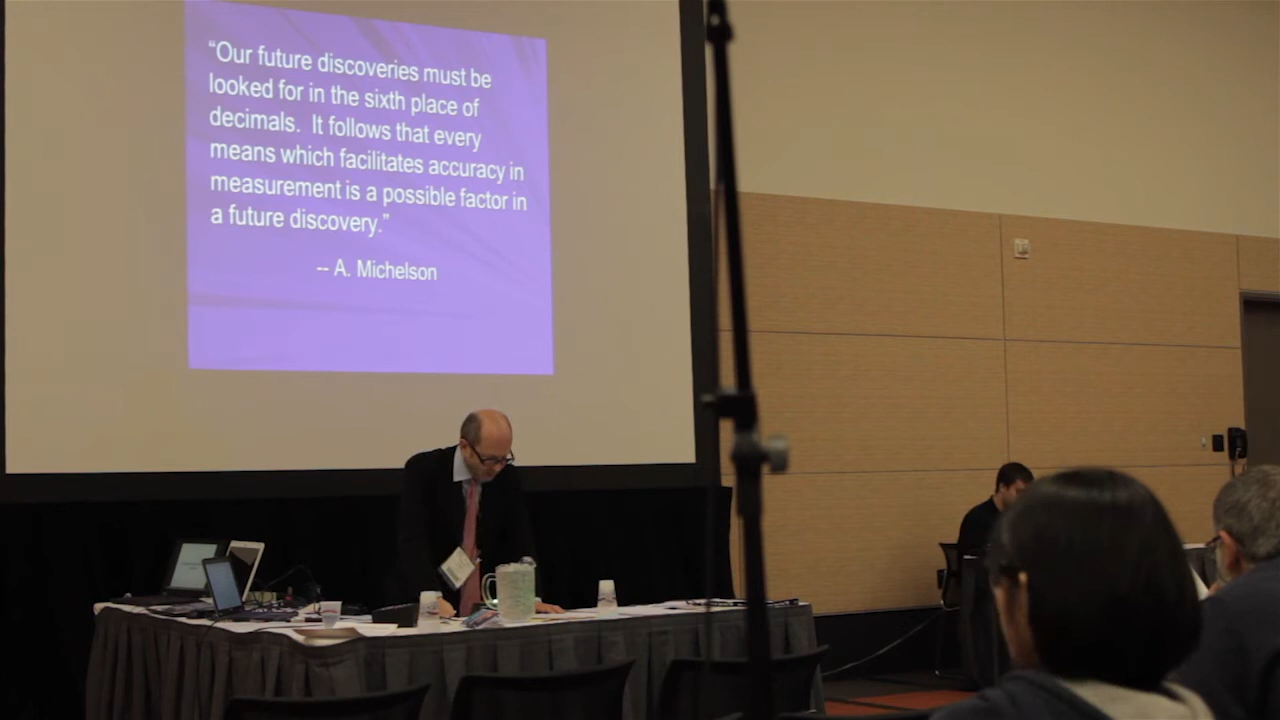 “Our future discoveries must be
looked for in the sixth place of
decimals.  It follows that every
means which facilitates accuracy in
measurement is a possible factor in
a future discovery.”
-- A. Michelson